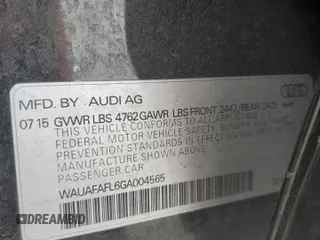 MFD. BY AUDI AG
07 15 GVWR LBS 4762 GAWR LBS FRONT 2447/REAR 2425
THIS VEHICLE CONFORMS TO ALL APPLICABLE U.S.
FEDERAL MOTOR VEHICLE SAFETY, BUMPER AND
THEFT PREVENTION STANDARDS IN EFFECT ON THE
DATE OF MANUFACTURE SHOWN ABOVE
PASSENGER CAR
WAUAFAFL6GA004565
DREAMBID